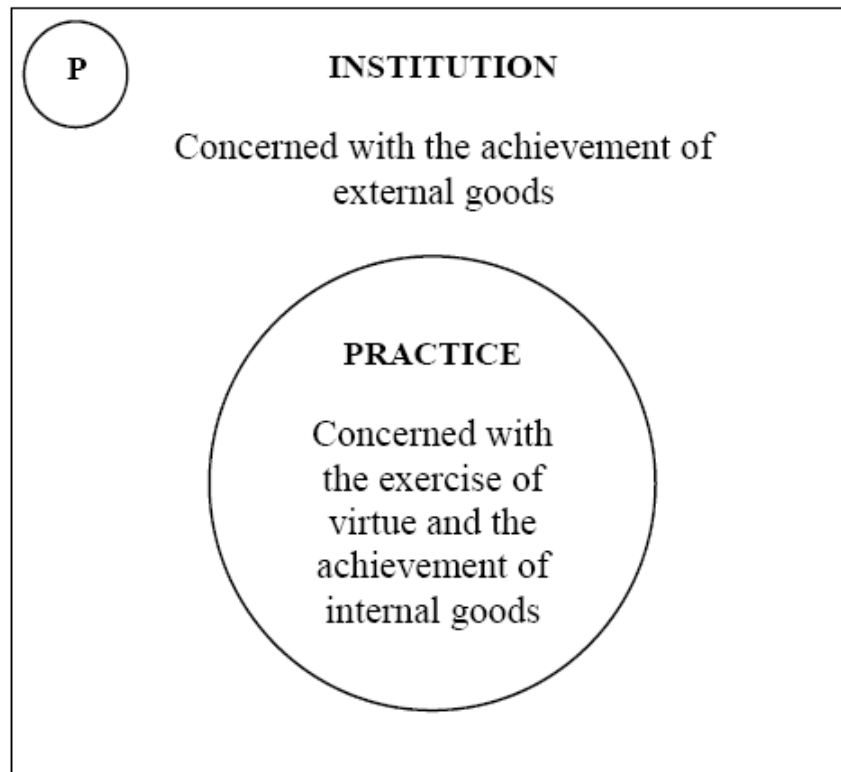 P
INSTITUTION
Concerned with the achievement of
external goods
PRACTICE
Concerned with
the exercise of
virtue and the
achievement of
internal goods